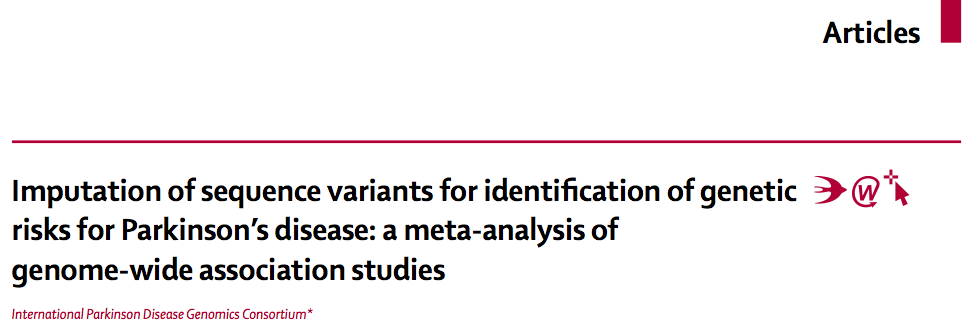 Articles
Imputation of sequence variants for identification of genetic
risks for Parkinson's disease: a meta-analysis of
genome-wide association studies
International Parkinson Disease Genomics Consortium*